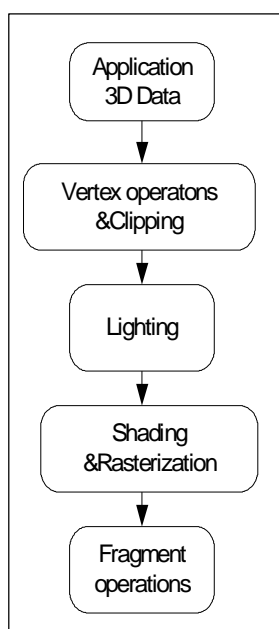 Application
3D Data
Vertex operatons
&Clipping
Lighting
Shading
&Rasterization
Fragment
operations